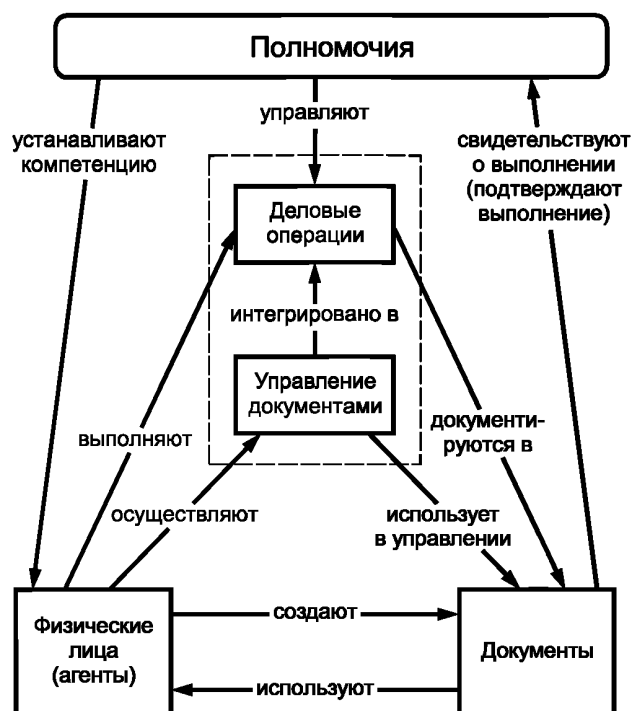 Полномочия
устанавливают
компетенцию
управляют
свидетельствуют
о выполнении
(подтверждают
выполнение)
Деловые
операции
интегрировано в
Управление
документами
выполняют
документи-
руются в
осуществляют
использует
в управлении
Физические
лица
(агенты)
создают
используют
Документы